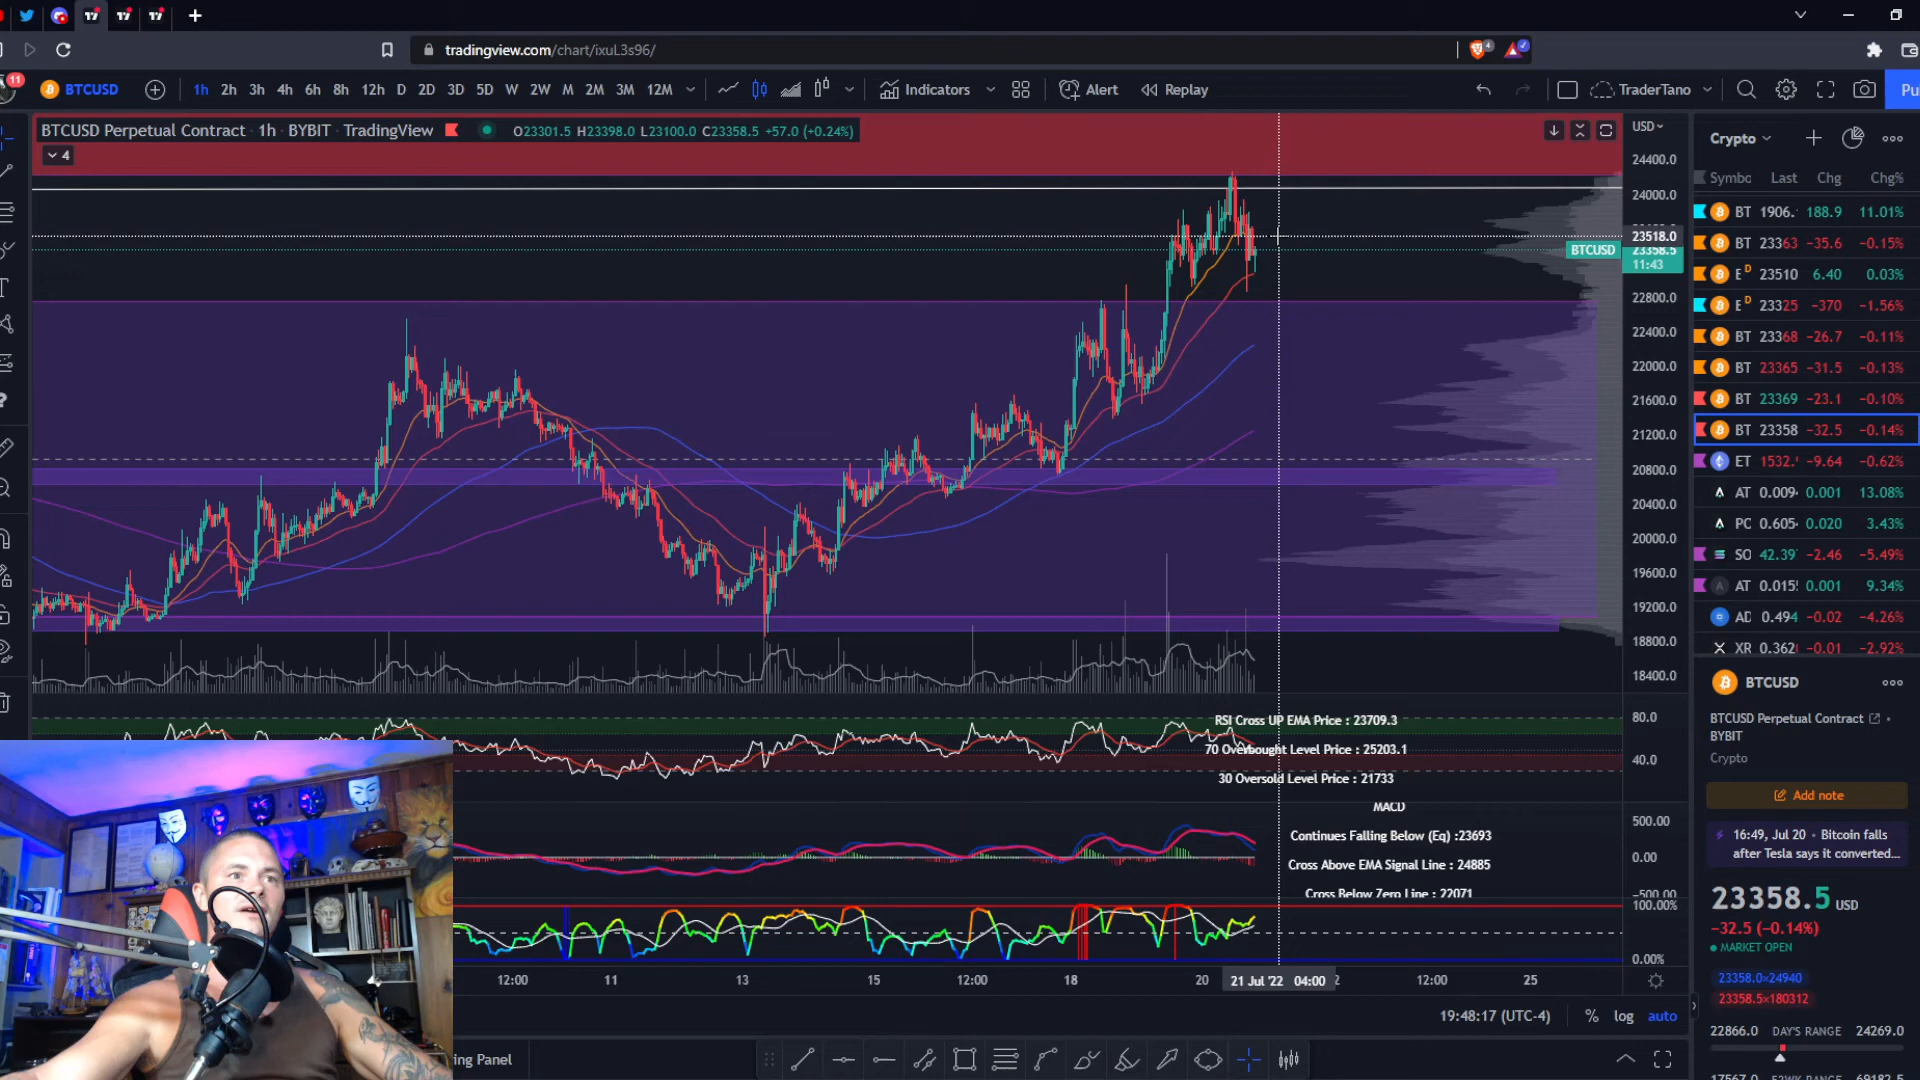 tradingview.com/chart/ixuL3s96/
11
BTCUSD
1h 2h 3h 4h 6h 8h 12h D 2D 3D 5D W 2W M 2M 3M 12M
Indicators
Alert
Replay
TraderTano
Pu
BTCUSD Perpetual Contract · 1h · BYBIT · TradingView
O23301.5 H23398.0 L23100.0 C23358.5 +57.0 (+0.24%)
4
USD
24400.0
24000.0
23518.0
BTCUSD 23358.5
11:43
22800.0
22400.0
22000.0
21600.0
21200.0
20800.0
20400.0
20000.0
19600.0
19200.0
18800.0
18400.0
RSI Cross UP EMA Price : 23709.3
70 Overbought Level Price : 25203.1
30 Oversold Level Price : 21733
80.0
40.0
MACD
Continues Falling Below (Eq) :23693
Cross Above EMA Signal Line : 24885
Cross Below Zero Line : 22071
500.00
0.00
-500.00
100.00%
0.00%
12:00 11 13 15 12:00 18 20 21 Jul '22 04:00 2 12:00 25
19:48:17 (UTC-4)
% log auto
ing Panel
Crypto
Symbo Last Chg Chg%
BT 1906. 188.9 11.01%
BT 23363 -35.6 -0.15%
E D 23510 6.40 0.03%
E D 23325 -370 -1.56%
BT 23368 -26.7 -0.11%
BT 23365 -31.5 -0.13%
BT 23369 -23.1 -0.10%
BT 23358 -32.5 -0.14%
ET 1532. -9.64 -0.62%
AT 0.009 0.001 13.08%
PC 0.605 0.020 3.43%
SO 42.39 -2.46 -5.49%
AT 0.015 0.001 9.34%
AD 0.494 -0.02 -4.26%
XR 0.362 -0.01 -2.92%
BTCUSD
BTCUSD Perpetual Contract •
BYBIT
Crypto
Add note
16:49, Jul 20 • Bitcoin falls
after Tesla says it converted...
23358.5 USD
-32.5 (-0.14%)
MARKET OPEN
23358.0×24940
23358.5×180312
22866.0 DAY'S RANGE 24269.0